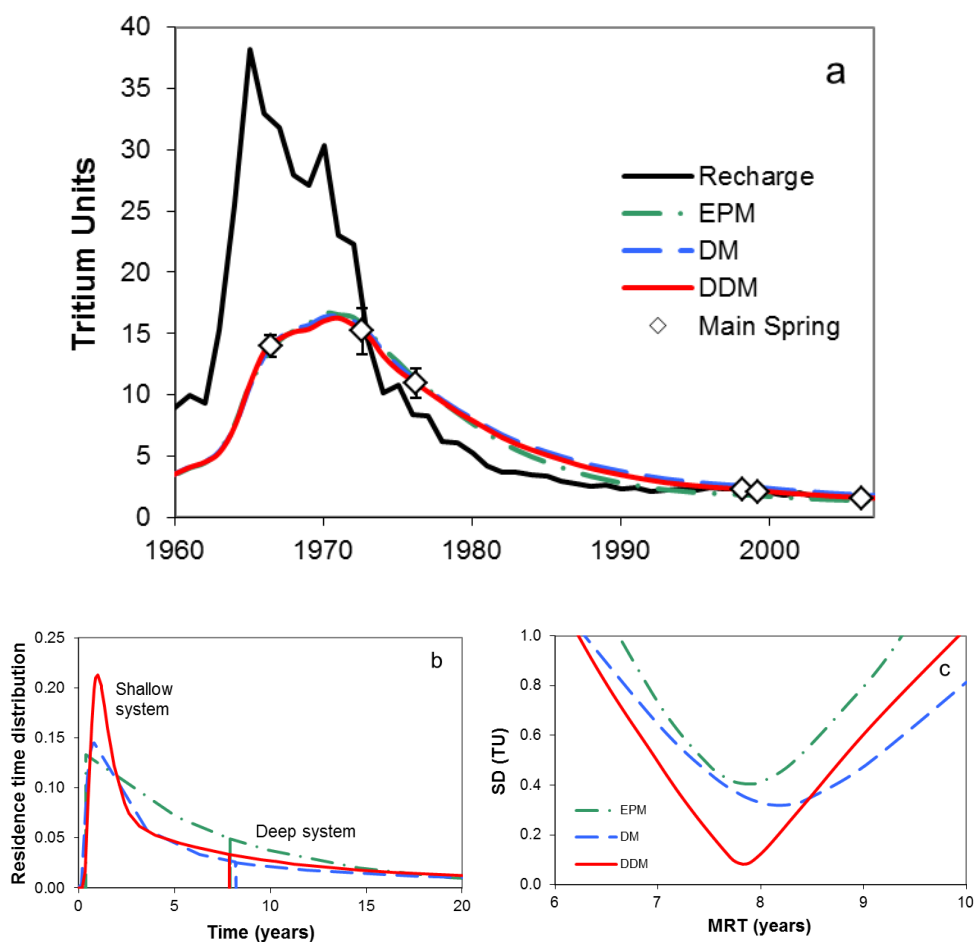 a
Tritium Units
40
35
30
25
20
15
10
5
0
1960
1970
1980
1990
2000
Recharge
EPM
DM
DDM
Main Spring
b
Residence time distribution
0.25
0.20
0.15
0.10
0.05
0.00
0
5
10
15
20
Time (years)
Shallow
system
Deep system
c
SD (TU)
1.0
0.8
0.6
0.4
0.2
0.0
6
7
8
9
10
MRT (years)
EPM
DM
DDM